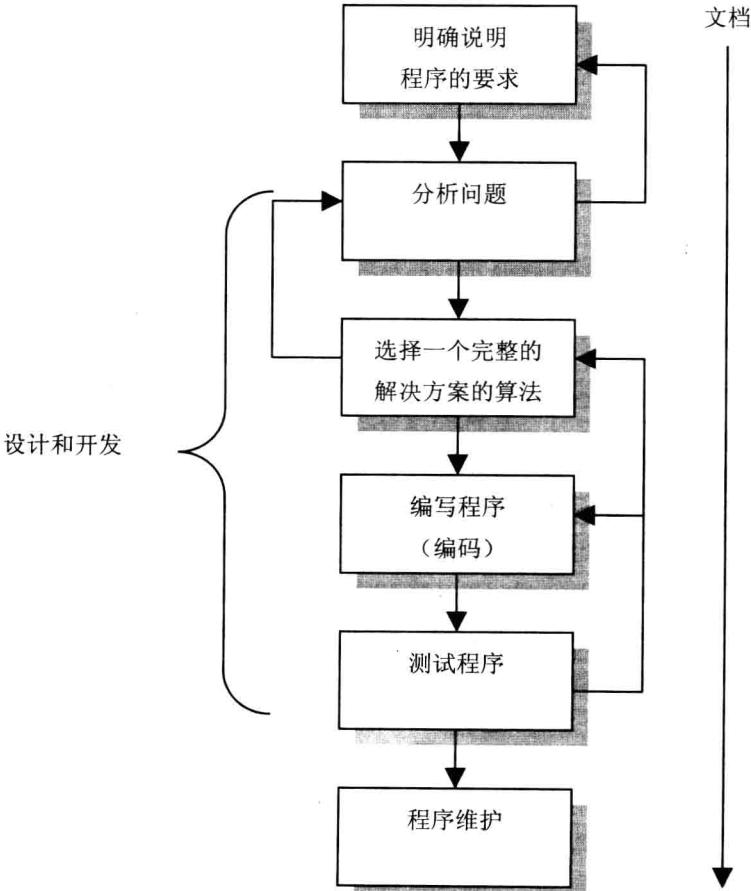 文档
明确说明
程序的要求
分析问题
选择一个完整的
解决方案的算法
设计和开发
编写程序
（编码）
测试程序
程序维护